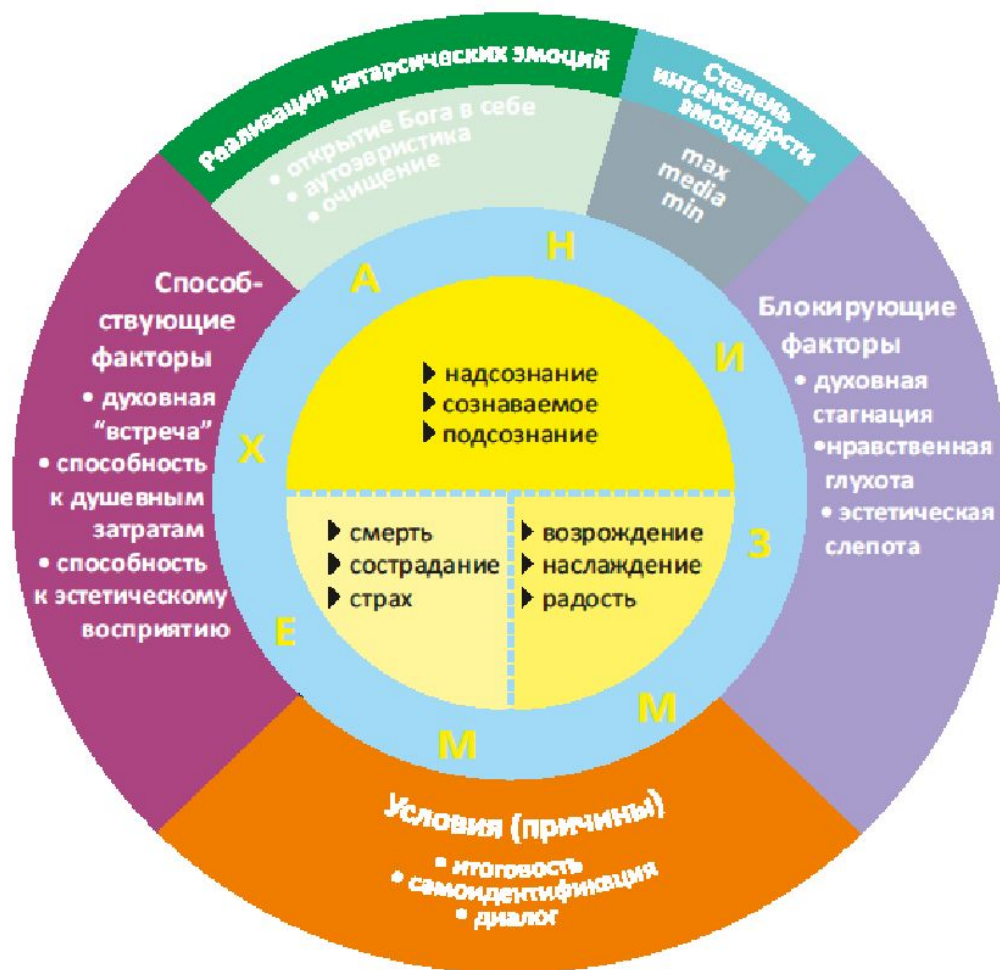 Реализация катарсических эмоций
• открытие Бога в себе
• аутоэвристика
• очищение
Степень
интенсивности
эмоций
max
media
min
Способ-
ствующие
факторы
• духовная
“встреча”
• способность
к душевным
затратам
• способность
к эстетическому
восприятию
Блокирующие
факторы
• духовная
стагнация
•нравственная
глухота
• эстетическая
слепота
М Е Х А Н И З М
надсознание
сознаваемое
подсознание
смерть
сострадание
страх
возрождение
наслаждение
радость
Условия (причины)
• итоговость
• самоидентификация
• диалог